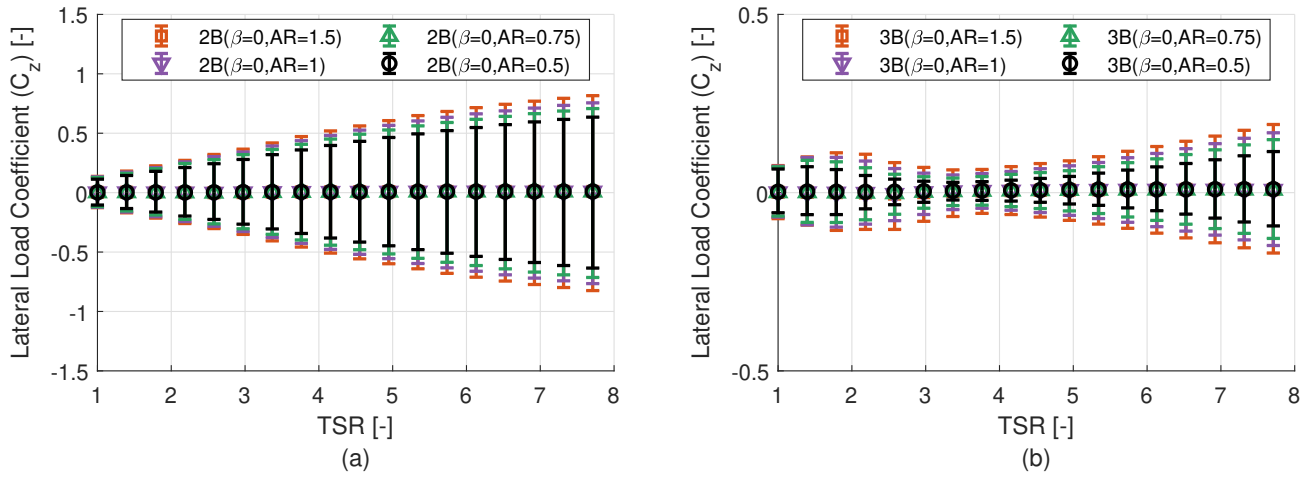 Lateral Load Coefficient (C_z) [-]
1.5
1
0.5
0
-0.5
-1
-1.5
2B(β=0,AR=1.5)
2B(β=0,AR=0.75)
2B(β=0,AR=1)
2B(β=0,AR=0.5)
1 2 3 4 5 6 7 8
TSR [-]
(a)
Lateral Load Coefficient (C_z) [-]
0.5
0
-0.5
3B(β=0,AR=1.5)
3B(β=0,AR=0.75)
3B(β=0,AR=1)
3B(β=0,AR=0.5)
1 2 3 4 5 6 7 8
TSR [-]
(b)